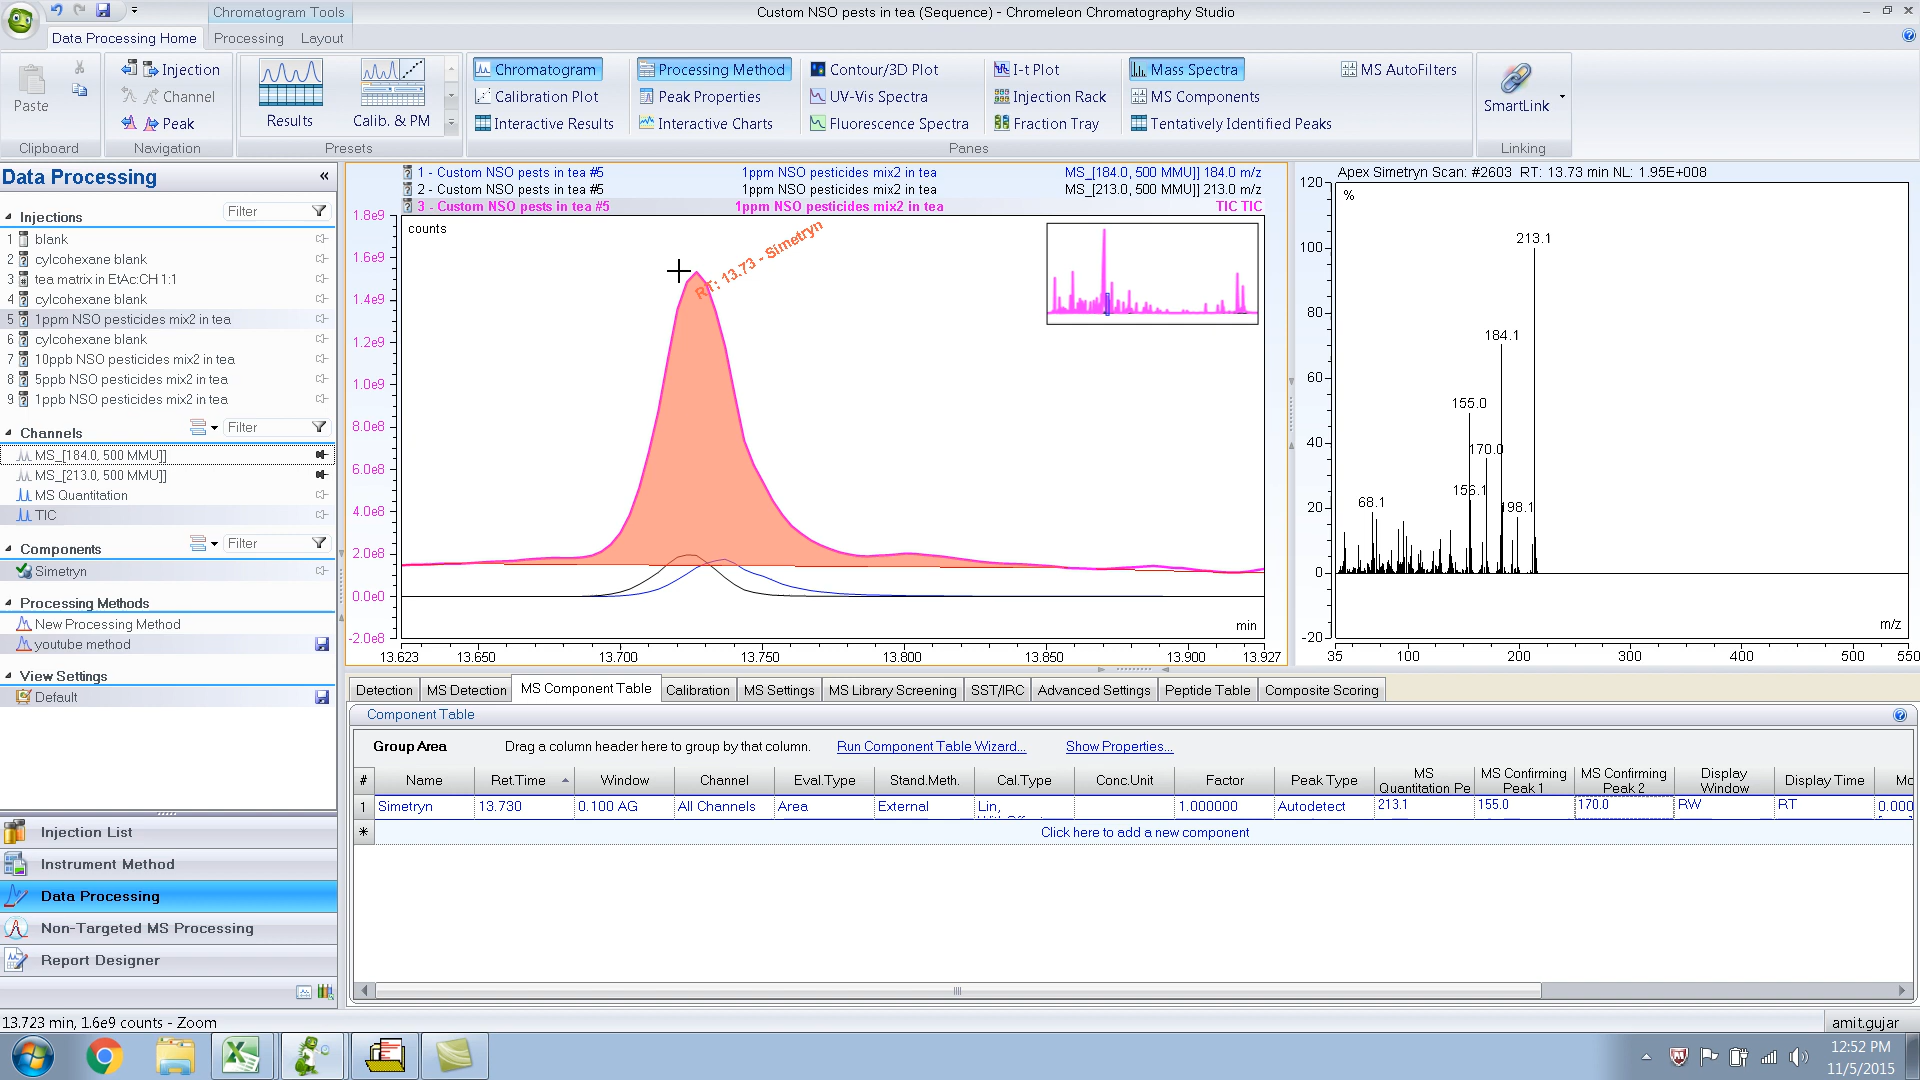 Chromatogram Tools
Custom NSO pests in tea (Sequence) - Chromeleon Chromatography Studio
Data Processing Home
Processing
Layout
Paste
Clipboard
Injection
Channel
Peak
Navigation
Results
Calib. & PM
Presets
Chromatogram
Calibration Plot
Interactive Results
Processing Method
Peak Properties
Interactive Charts
Contour/3D Plot
UV-Vis Spectra
Fluorescence Spectra
I-t Plot
Injection Rack
Fraction Tray
Mass Spectra
MS Components
Tentatively Identified Peaks
MS AutoFilters
Panes
SmartLink
Linking
Data Processing «
Injections Filter
1 blank
2 cylcohexane blank
3 tea matrix in EtAc:CH 1:1
4 cylcohexane blank
5 1ppm NSO pesticides mix2 in tea
6 cylcohexane blank
7 10ppb NSO pesticides mix2 in tea
8 5ppb NSO pesticides mix2 in tea
9 1ppb NSO pesticides mix2 in tea
Channels Filter
MS_[184.0, 500 MMU]]
MS_[213.0, 500 MMU]]
MS Quantitation
TIC
Components Filter
Simetryn
Processing Methods
New Processing Method
youtube method
View Settings
Default
Injection List
Instrument Method
Data Processing
Non-Targeted MS Processing
Report Designer
1 - Custom NSO pests in tea #5 1ppm NSO pesticides mix2 in tea MS_[184.0, 500 MMU]] 184.0 m/z
2 - Custom NSO pests in tea #5 1ppm NSO pesticides mix2 in tea MS_[213.0, 500 MMU]] 213.0 m/z
3 - Custom NSO pests in tea #5 1ppm NSO pesticides mix2 in tea TIC TIC
1.8e9
counts
1.6e9
1.4e9
1.2e9
1.0e9
8.0e8
6.0e8
4.0e8
2.0e8
0.0e0
-2.0e8
RT: 13.73 - Simetryn
min
13.623 13.650 13.700 13.750 13.800 13.850 13.900 13.927
Apex Simetryn Scan: #2603 RT: 13.73 min NL: 1.95E+008
120
%
100
80
60
40
20
0
-20
213.1
184.1
155.0
170.0
156.1
68.1
198.1
m/z
35 100 200 300 400 500 550
Detection MS Detection MS Component Table Calibration MS Settings MS Library Screening SST/IRC Advanced Settings Peptide Table Composite Scoring
Component Table
Group Area Drag a column header here to group by that column. Run Component Table Wizard... Show Properties...
# Name Ret.Time Window Channel Eval.Type Stand.Meth. Cal.Type Conc.Unit Factor Peak Type MS Quantitation Pe MS Confirming Peak 1 MS Confirming Peak 2 Display Window Display Time Mc
1 Simetryn 13.730 0.100 AG All Channels Area External Lin, 1.000000 Autodetect 213.1 155.0 170.0 RW RT 0.000
Click here to add a new component
13.723 min, 1.6e9 counts - Zoom
amit.gujar
12:52 PM
11/5/2015